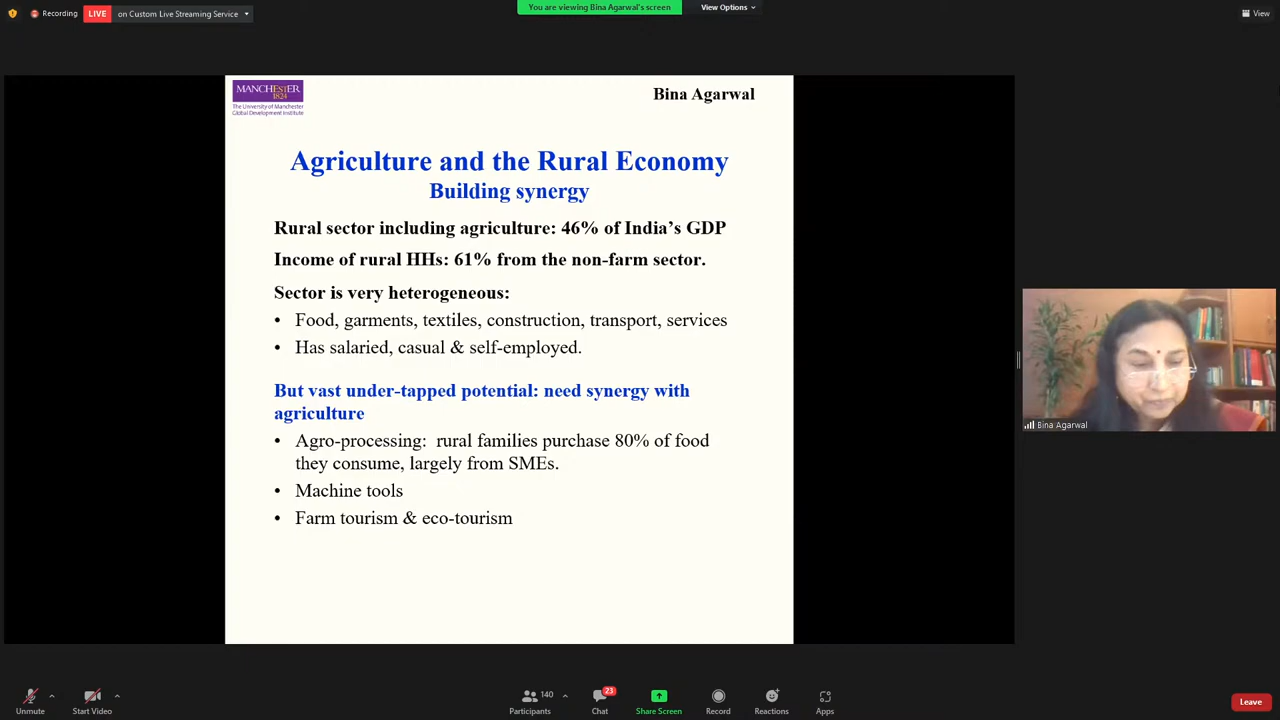 Recording
LIVE
on Custom Live Streaming Service
You are viewing Bina Agarwal's screen
View Options
View
MANCHESTER
1824
The University of Manchester
Global Development Institute
Bina Agarwal
Agriculture and the Rural Economy
Building synergy
Rural sector including agriculture: 46% of India’s GDP
Income of rural HHs: 61% from the non-farm sector.
Sector is very heterogeneous:
• Food, garments, textiles, construction, transport, services
• Has salaried, casual & self-employed.
But vast under-tapped potential: need synergy with
agriculture
• Agro-processing: rural families purchase 80% of food
they consume, largely from SMEs.
• Machine tools
• Farm tourism & eco-tourism
Bina Agarwal
Unmute
Start Video
140
Participants
23
Chat
Share Screen
Record
Reactions
Apps
Leave